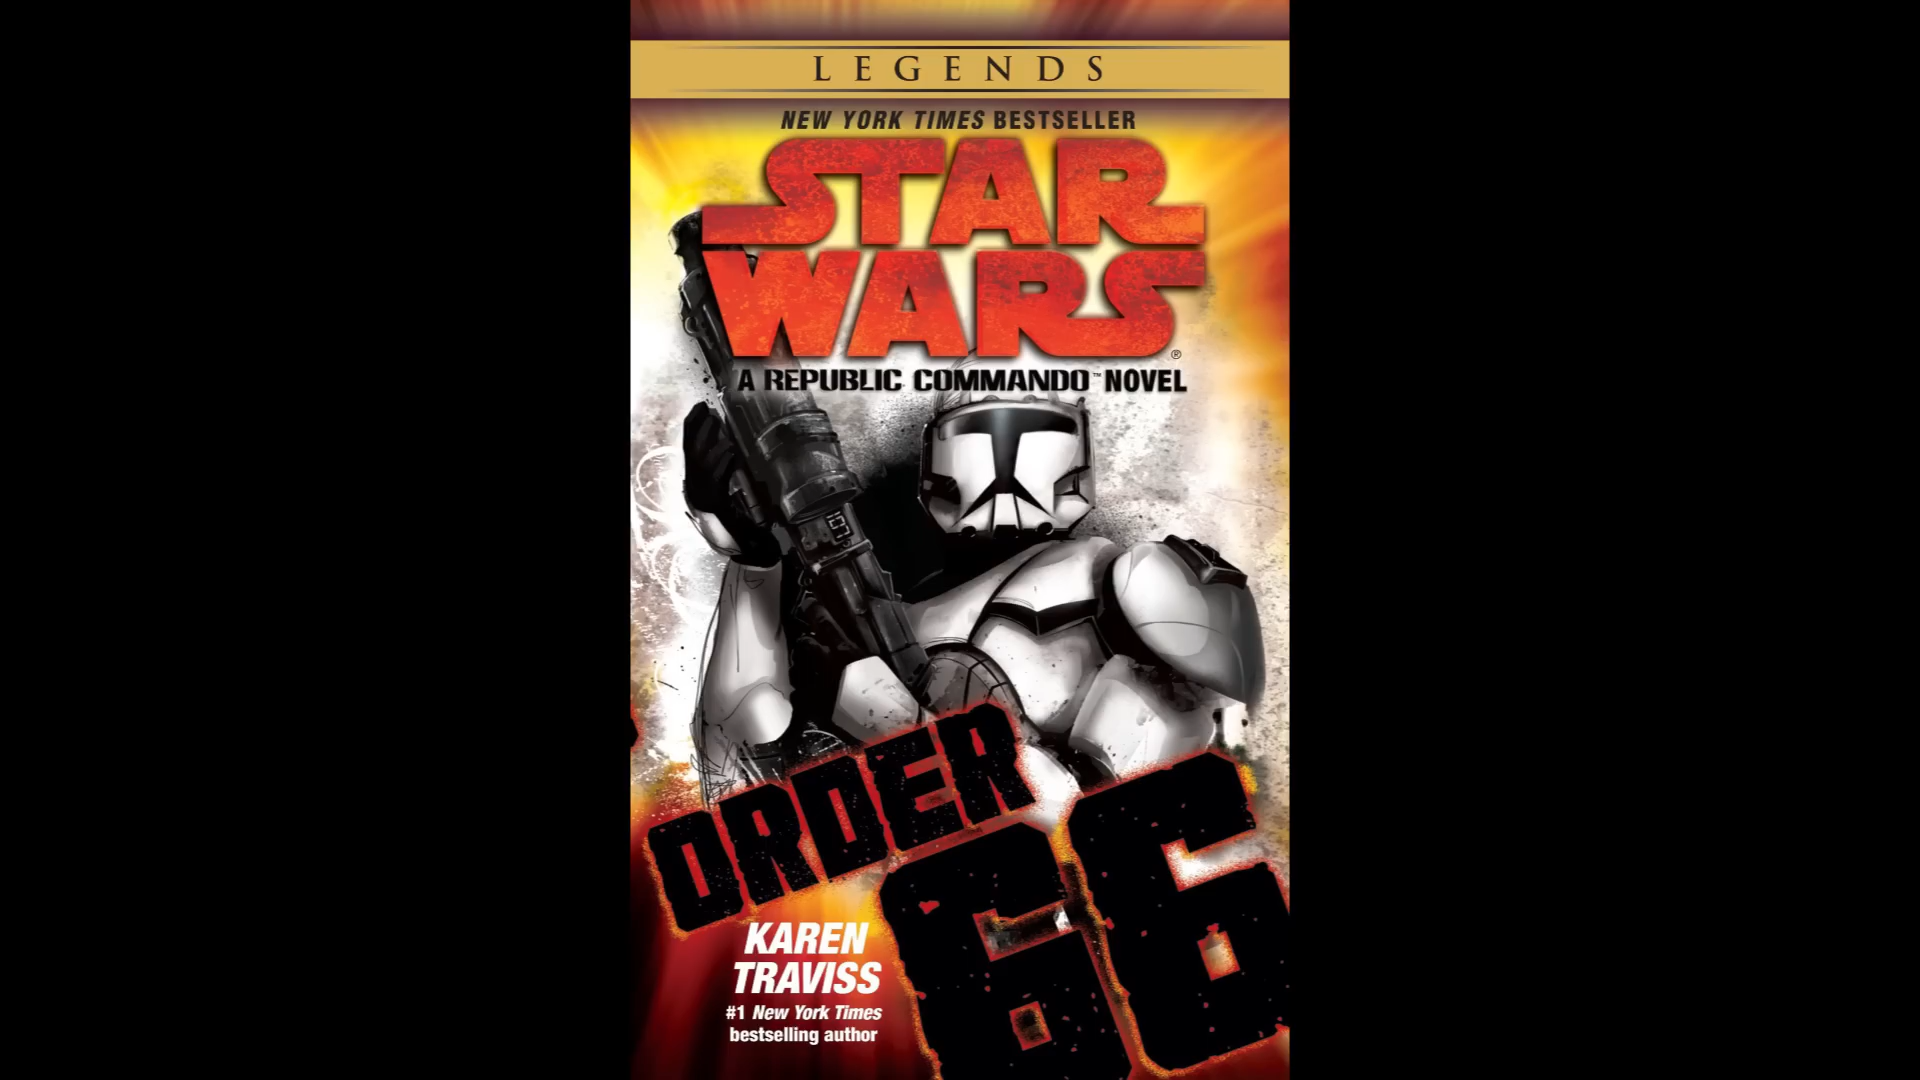 LEGENDS
NEW YORK TIMES BESTSELLER
STAR
WARS®
A REPUBLIC COMMANDO™ NOVEL
ORDER
66
KAREN
TRAVISS
#1 New York Times
bestselling author